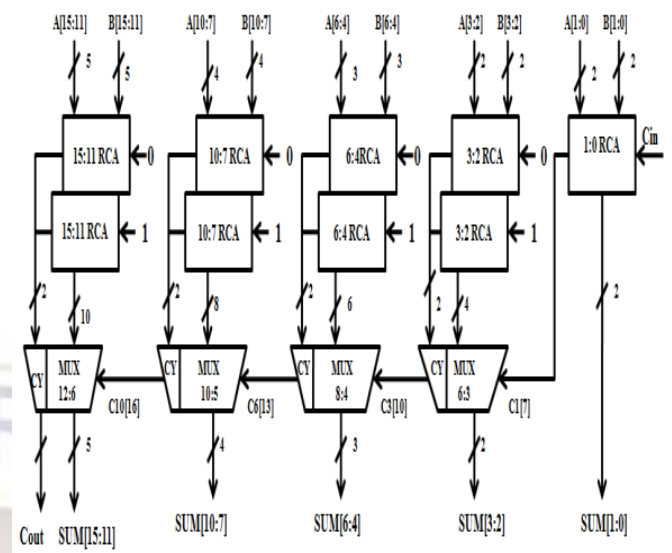 A[15:11] B[15:11] A[10:7] B[10:7] A[6:4] B[6:4] A[3:2] B[3:2] A[1:0] B[1:0]
5 5 4 4 3 3 2 2 2 2
15:11 RCA 0 10:7 RCA 0 6:4RCA 0 3:2 RCA 0 1:0 RCA Cin
15:11 RCA 1 10:7 RCA 1 6:4 RCA 1 3:2 RCA 1
2 10 2 8 2 6 2 4 2
CY MUX CY MUX CY MUX CY MUX
12:6 10:5 8:4 6:3
C10[16] C6[13] C3[10] C1[7]
5 4 3 2
Cout SUM[15:11] SUM[10:7] SUM[6:4] SUM[3:2] SUM[1:0]